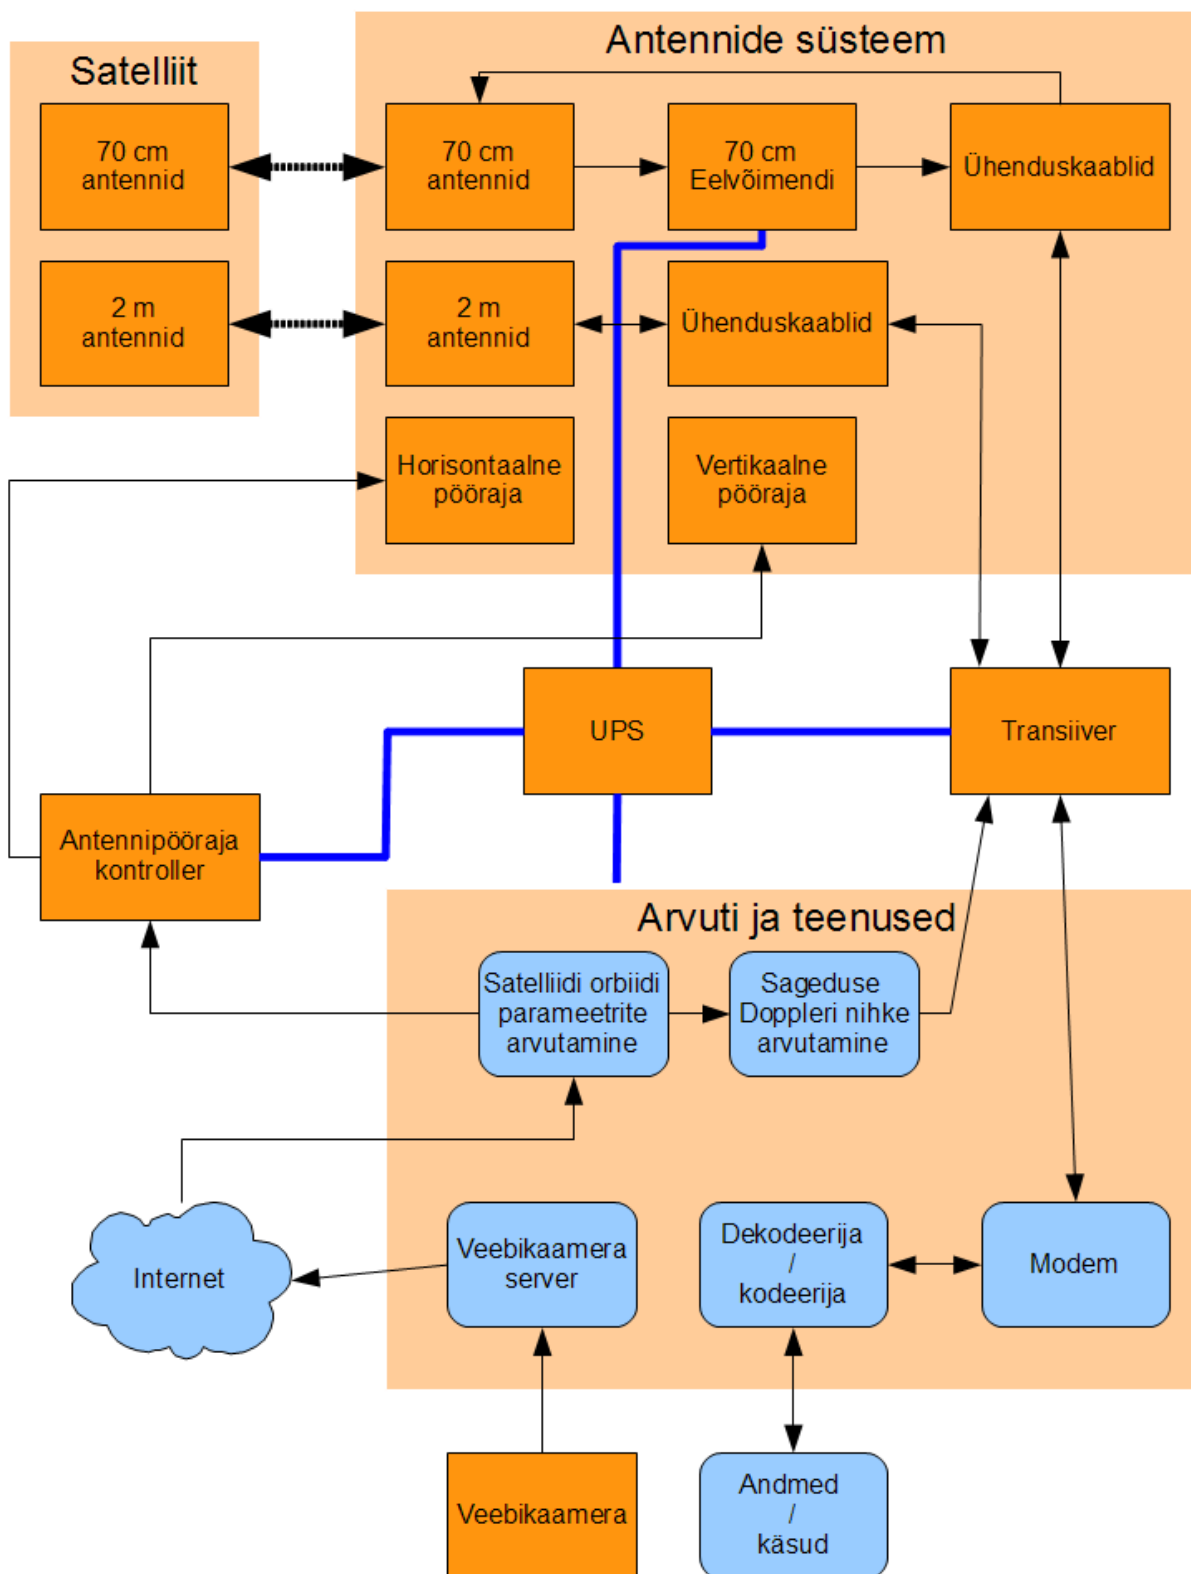 Satelliit
Antennide süsteem
70 cm
antennid
70 cm
antennid
70 cm
Eelvõimendi
Ühenduskaablid
2 m
antennid
2 m
antennid
Ühenduskaablid
Horisontaalne
pööraja
Vertikaalne
pööraja
UPS
Transiiver
Antennipööraja
kontroller
Arvuti ja teenused
Satelliidi orbiidi
parameetrite
arvutamine
Sageduse
Doppleri nihke
arvutamine
Internet
Veebikaamera
server
Dekodeerija
/
kodeerija
Modem
Veebikaamera
Andmed
/
käsud